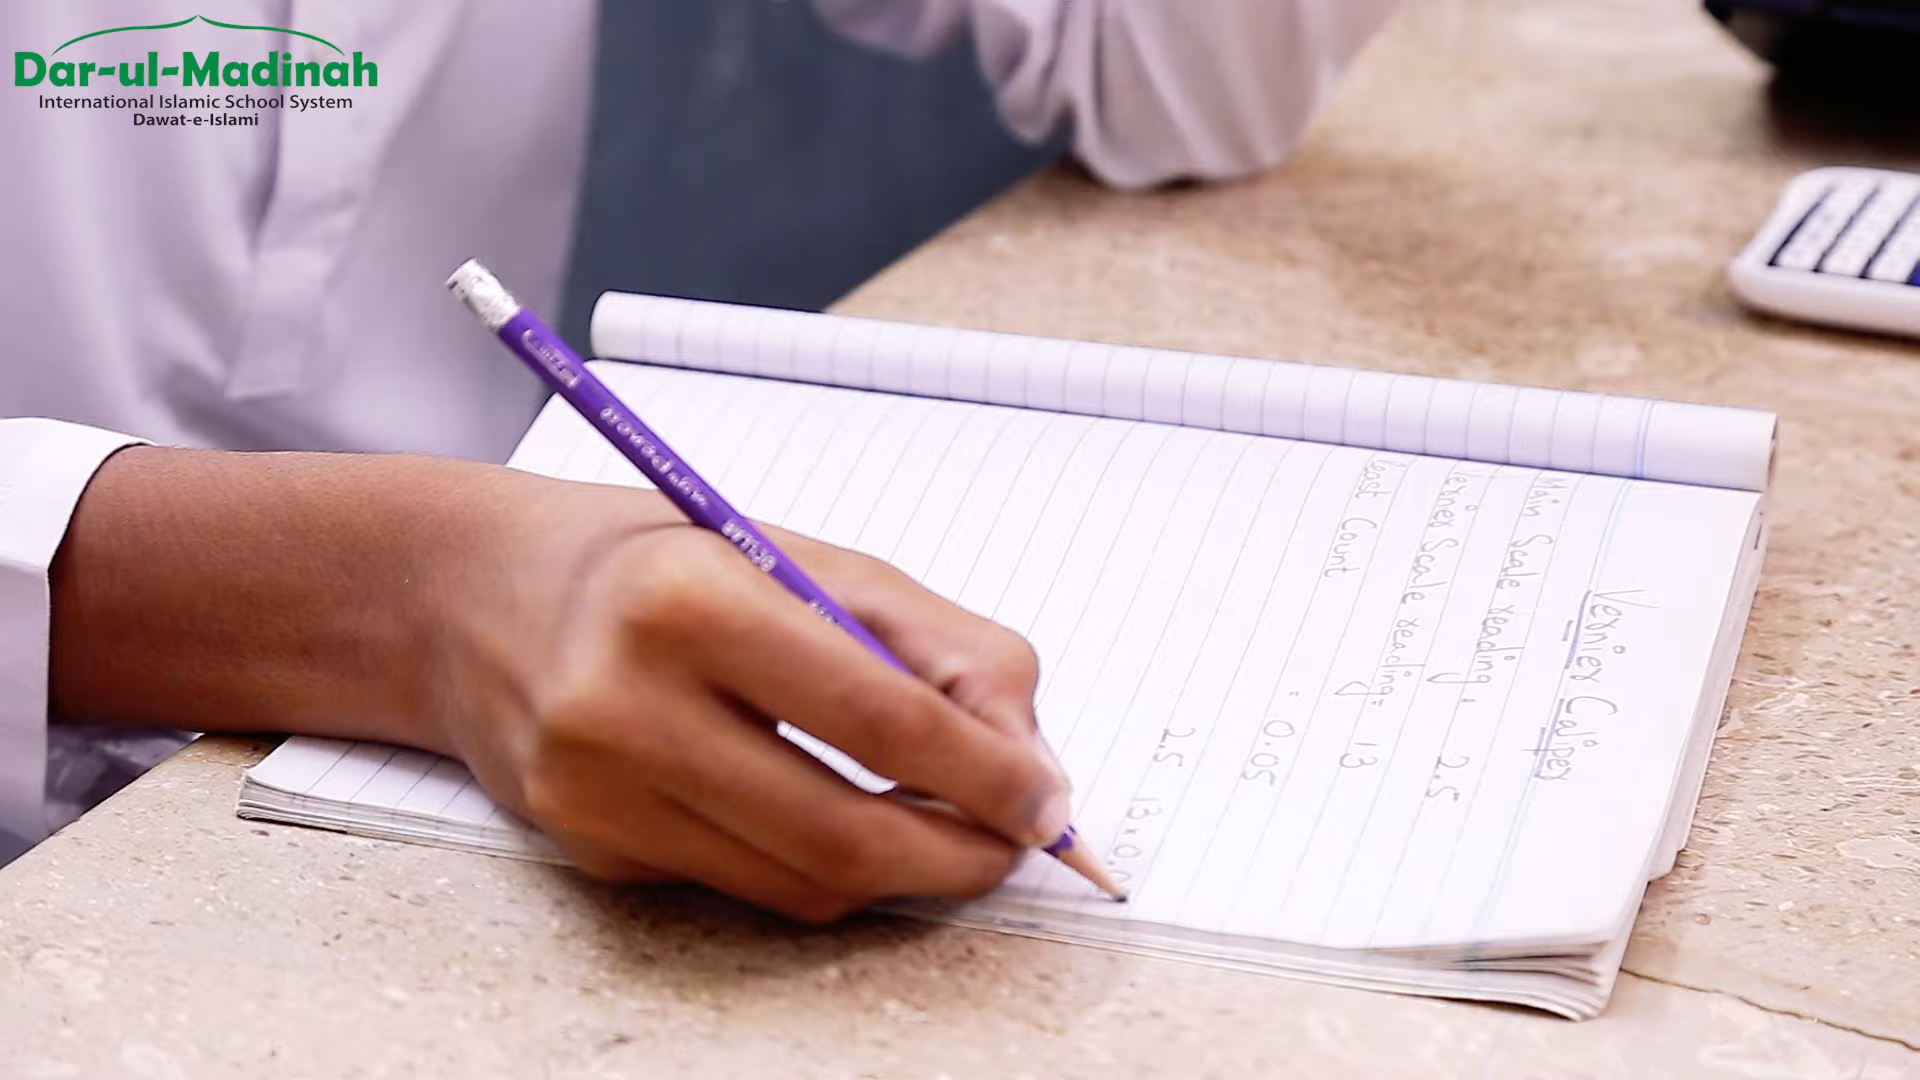 Dar-ul-Madinah
International Islamic School System
Dawat-e-Islami
Vernier Calipes
Main Scale reading = 2.5
Vernier Scale reading = 13
least Count = 0.05
2.5 13 x 0.0